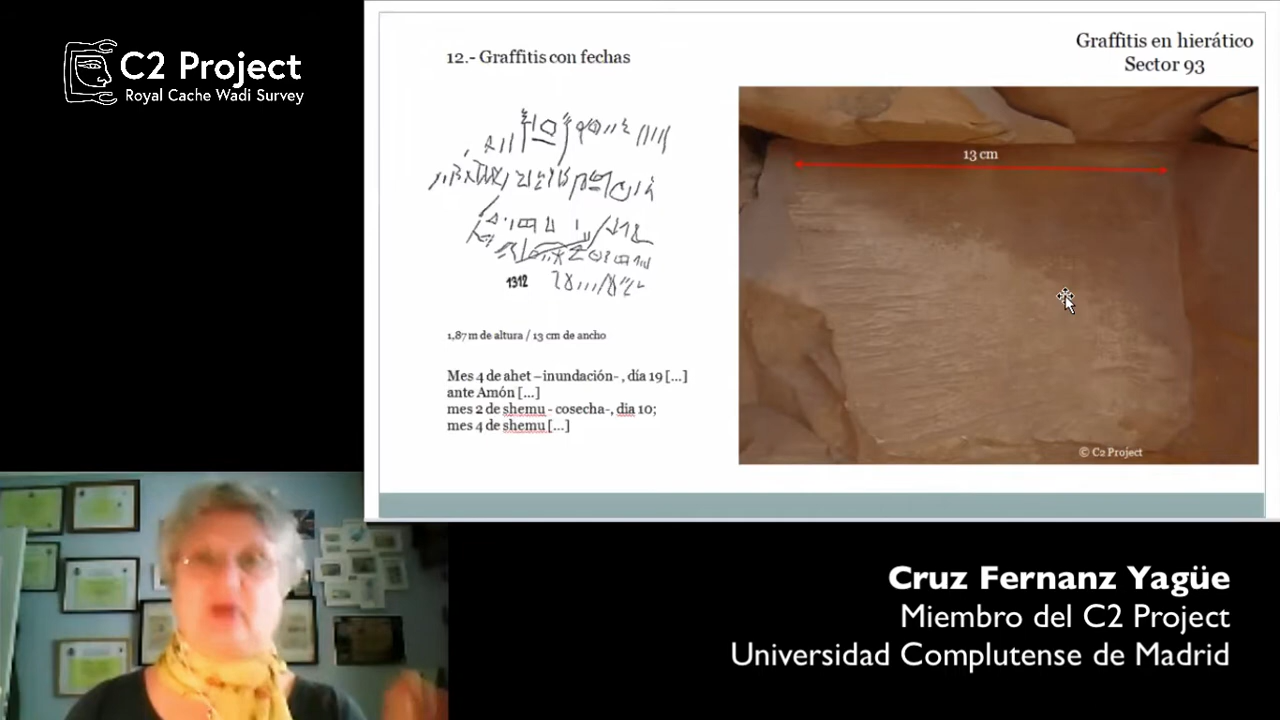 C2 Project
Royal Cache Wadi Survey
12.- Graffitis con fechas
Graffitis en hierático
Sector 93
13 cm
1312
1,87 m de altura / 13 cm de ancho
Mes 4 de ahet –inundación- , día 19 [...]
ante Amón [...]
mes 2 de shemu - cosecha-, dia 10;
mes 4 de shemu [...]
© C2 Project
Cruz Fernanz Yagüe
Miembro del C2 Project
Universidad Complutense de Madrid